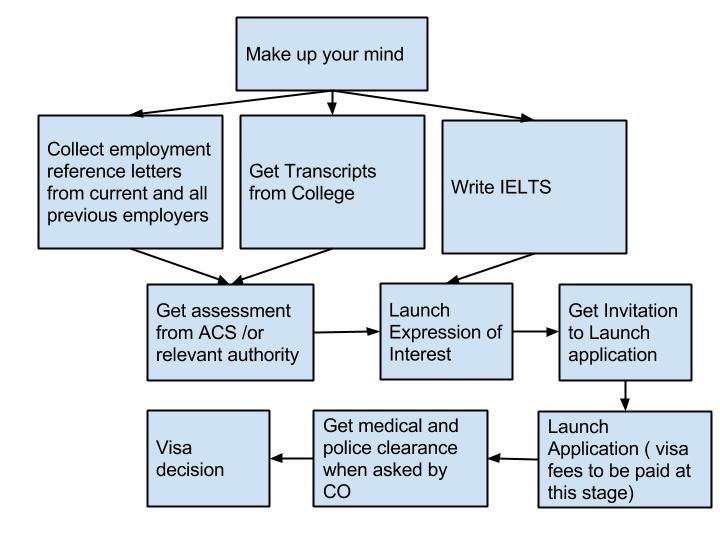 Make up your mind
Collect employment
reference letters
from current and all
previous employers
Get Transcripts
from College
Write IELTS
Get assessment
from ACS /or
relevant authority
Launch
Expression of
Interest
Get Invitation
to Launch
application
Launch
Application ( visa
fees to be paid at
this stage)
Get medical and
police clearance
when asked by
CO
Visa
decision